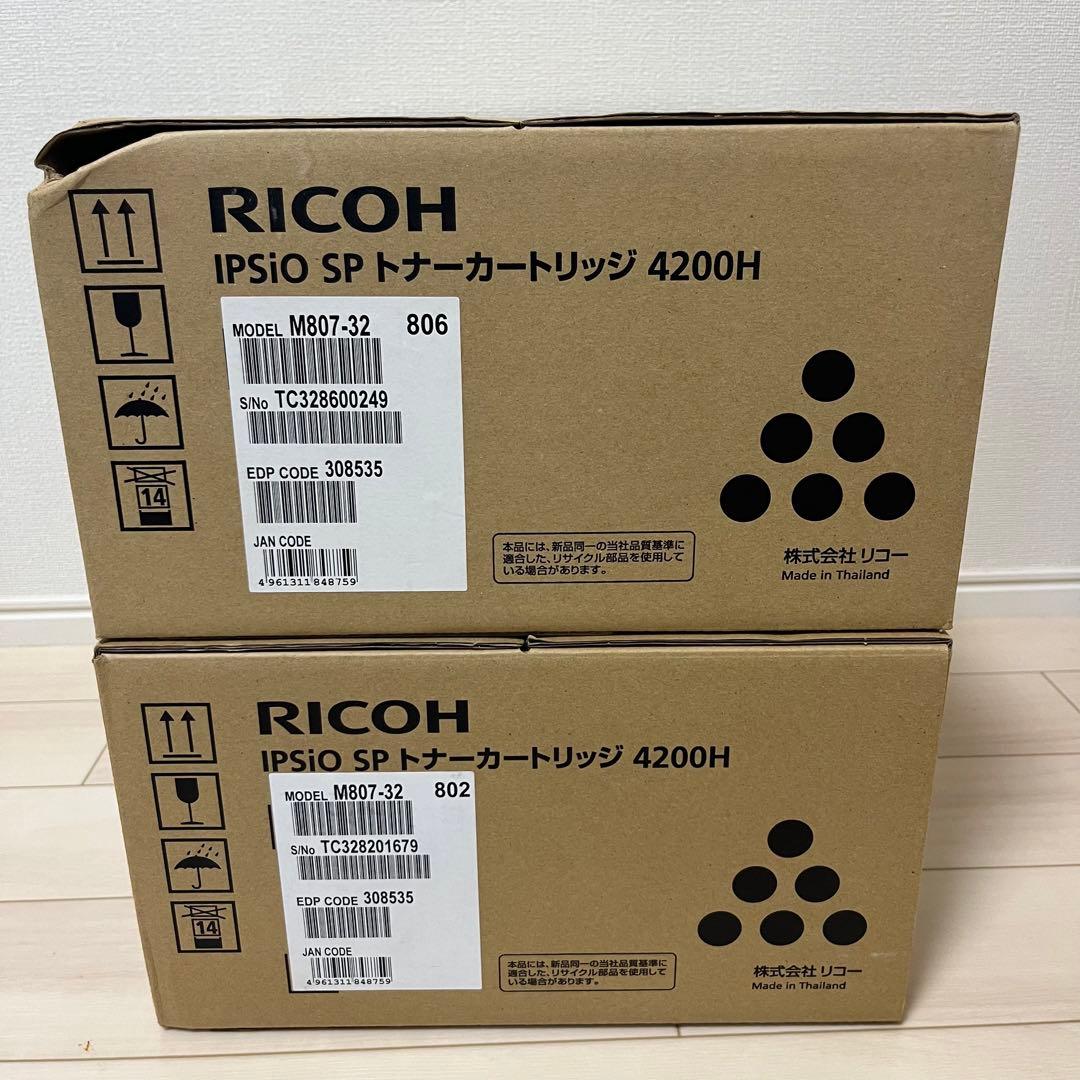 RICOH
IPSiO SP トナーカートリッジ 4200H
MODEL M807-32 806
S/No TC328600249
EDP CODE 308535
JAN CODE
4 961311 848759
14
本品には、新品同一の当社品質基準に
適合した、リサイクル部品を使用して
いる場合があります。
株式会社 リコー
Made in Thailand
RICOH
IPSiO SP トナーカートリッジ 4200H
MODEL M807-32 802
S/No TC328201679
EDP CODE 308535
JAN CODE
4 961311 848759
14
本品には、新品同一の当社品質基準に
適合した、リサイクル部品を使用して
いる場合があります。
株式会社 リコー
Made in Thailand